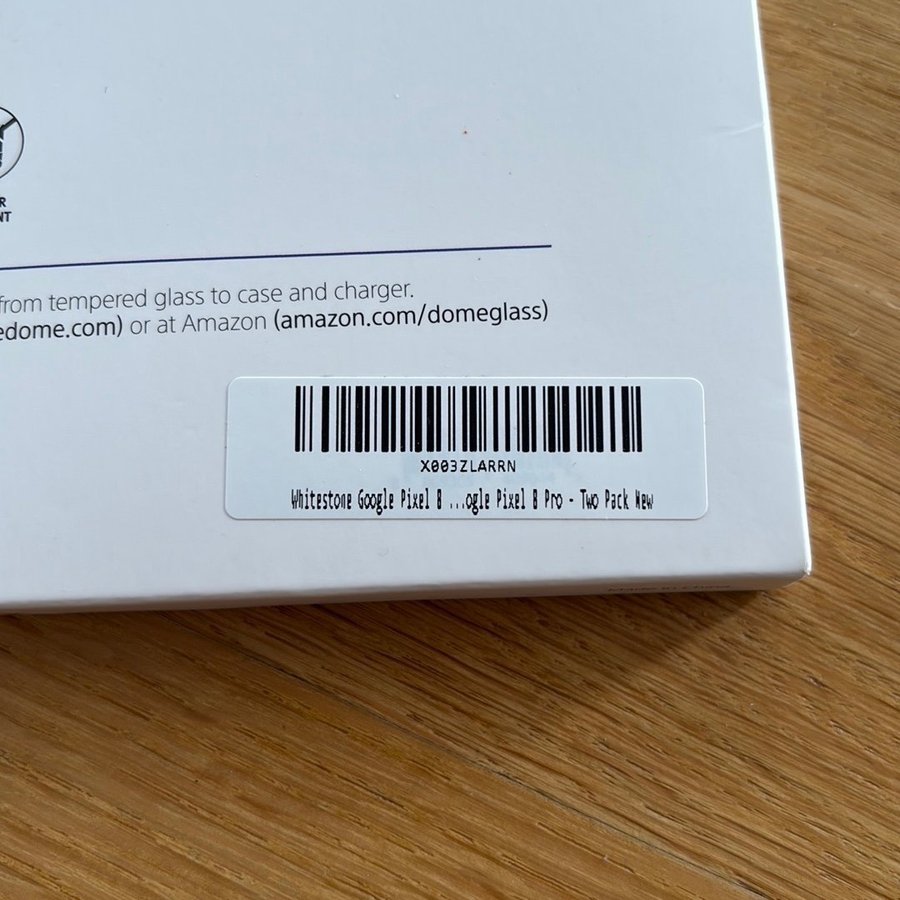 R
NT
from tempered glass to case and charger.
edome.com) or at Amazon (amazon.com/domeglass)
X003ZLARRN
Whitestone Google Pixel 8 ...ogle Pixel 8 Pro - Two Pack New